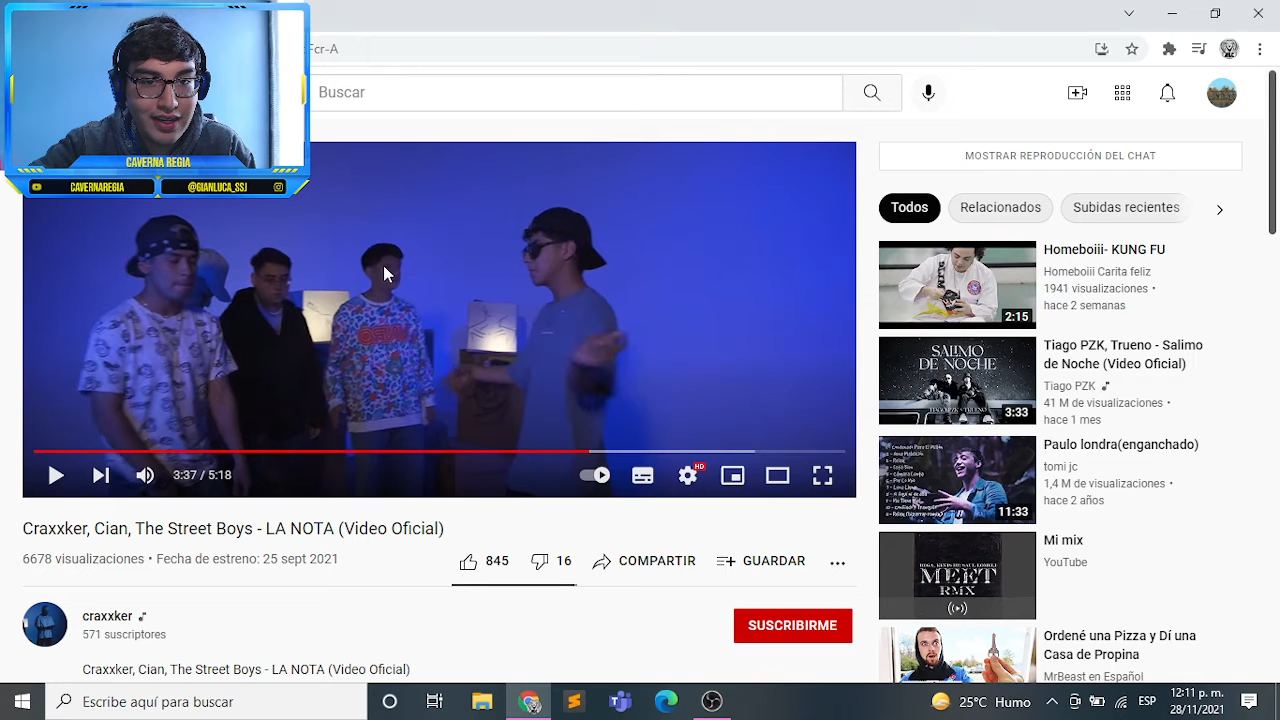 Fcr-A
Buscar
CAVERNA REGIA
CAVERNAREGIA
@GIANLUCA_SSJ
MOSTRAR REPRODUCCIÓN DEL CHAT
Todos
Relacionados
Subidas recientes
Homeboiii- KUNG FU
Homeboiii Carita feliz
1941 visualizaciones •
hace 2 semanas
2:15
Tiago PZK, Trueno - Salimo
de Noche (Video Oficial)
Tiago PZK
41 M de visualizaciones •
hace 1 mes
SALIMO
DE NOCHE
TIAGO PZK TRUENO
3:33
Paulo londra(enganchado)
tomi jc
1,4 M de visualizaciones •
hace 2 años
11:33
Mi mix
YouTube
MEET
RMX
Ordené una Pizza y Dí una
Casa de Propina
MrBeast en Español
3:37 / 5:18
HD
Craxxker, Cian, The Street Boys - LA NOTA (Video Oficial)
6678 visualizaciones • Fecha de estreno: 25 sept 2021
845
16
COMPARTIR
GUARDAR
craxxker
571 suscriptores
SUSCRIBIRME
Craxxker, Cian, The Street Boys - LA NOTA (Video Oficial)
Escribe aquí para buscar
25°C Humo
ESP
12:11 p. m.
28/11/2021